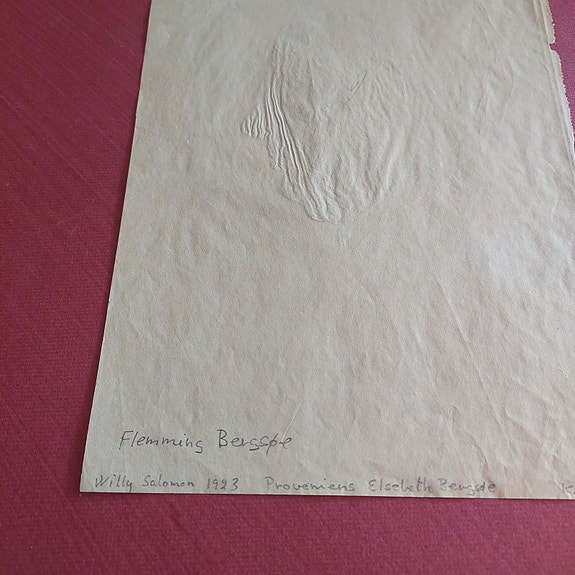 Flemming Bergsøe
Willy Salomon 1923 Proveniens Elsebeth Bergsøe